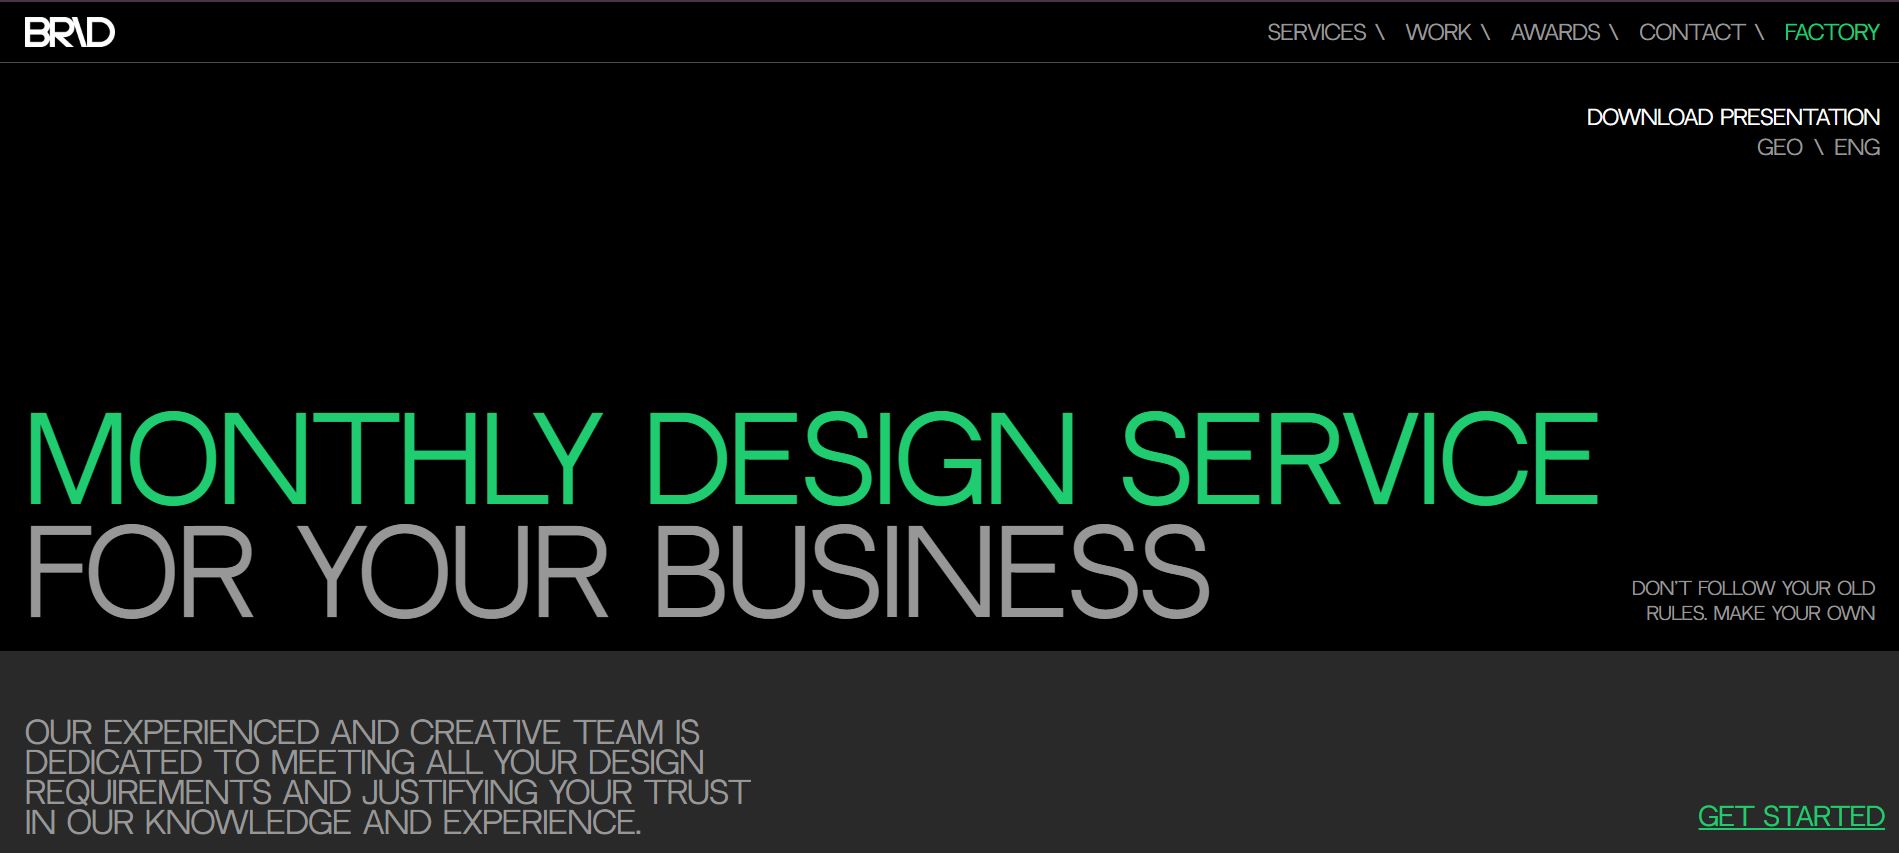 BRAD
SERVICES \ WORK \ AWARDS \ CONTACT \ FACTORY
DOWNLOAD PRESENTATION
GEO \ ENG
MONTHLY DESIGN SERVICE
FOR YOUR BUSINESS
DON'T FOLLOW YOUR OLD
RULES. MAKE YOUR OWN
OUR EXPERIENCED AND CREATIVE TEAM IS
DEDICATED TO MEETING ALL YOUR DESIGN
REQUIREMENTS AND JUSTIFYING YOUR TRUST
IN OUR KNOWLEDGE AND EXPERIENCE.
GET STARTED